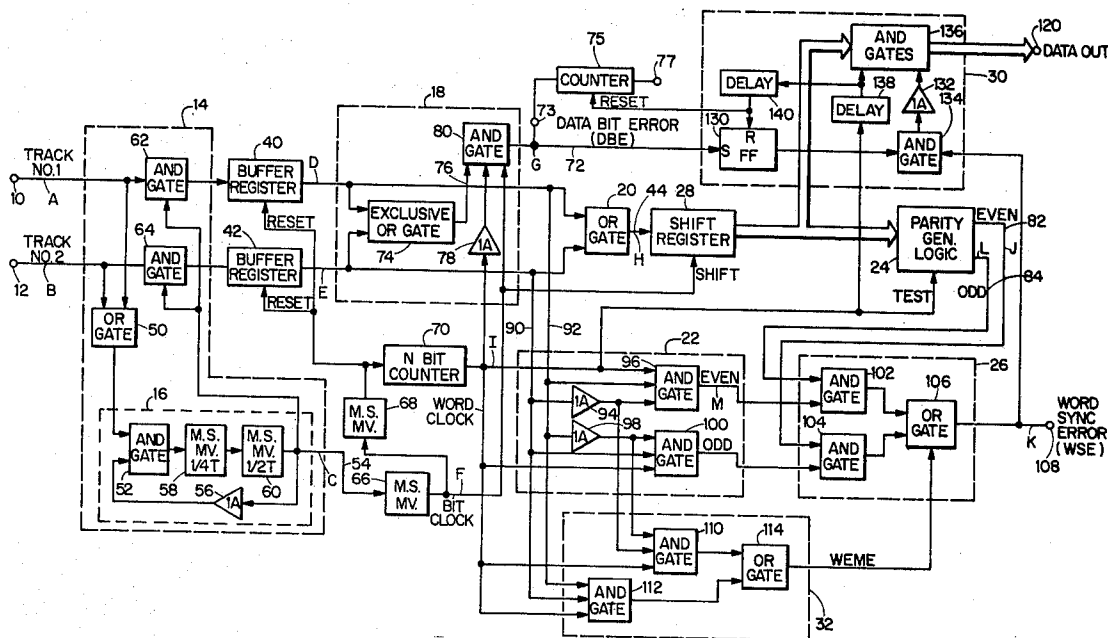 TRACK
NO.1
10
A
TRACK
NO.2
12
B
14
62
AND
GATE
64
AND
GATE
OR
GATE
50
16
AND
GATE
52
M.S.
MV.
1/4T
58
M.S.
MV.
1/2T
60
56
1A
C
54
40
BUFFER
REGISTER
D
RESET
42
BUFFER
REGISTER
E
RESET
N BIT
COUNTER
70
M.S.
MV.
68
M.S.
MV.
66
F
BIT
CLOCK
WORD
CLOCK
I
18
80
AND
GATE
76
EXCLUSIVE
OR GATE
74
1A
78
75
COUNTER
77
RESET
73
DATA BIT ERROR (DBE)
G
72
20
OR
GATE
44
H
28
SHIFT
REGISTER
SHIFT
90
92
22
96
AND
GATE
EVEN
M
1A
94
1A
98
100
AND
GATE
ODD
110
AND
GATE
112
AND
GATE
114
OR
GATE
WEME
32
AND
GATES
136
120
DATA OUT
30
DELAY
140
138
DELAY
132
1A
134
AND
GATE
130
S
R
FF
PARITY
GEN.
LOGIC
24
EVEN
82
L
J
ODD
84
TEST
102
AND
GATE
104
AND
GATE
106
OR
GATE
26
WORD
SYNC
ERROR
(WSE)
K
108